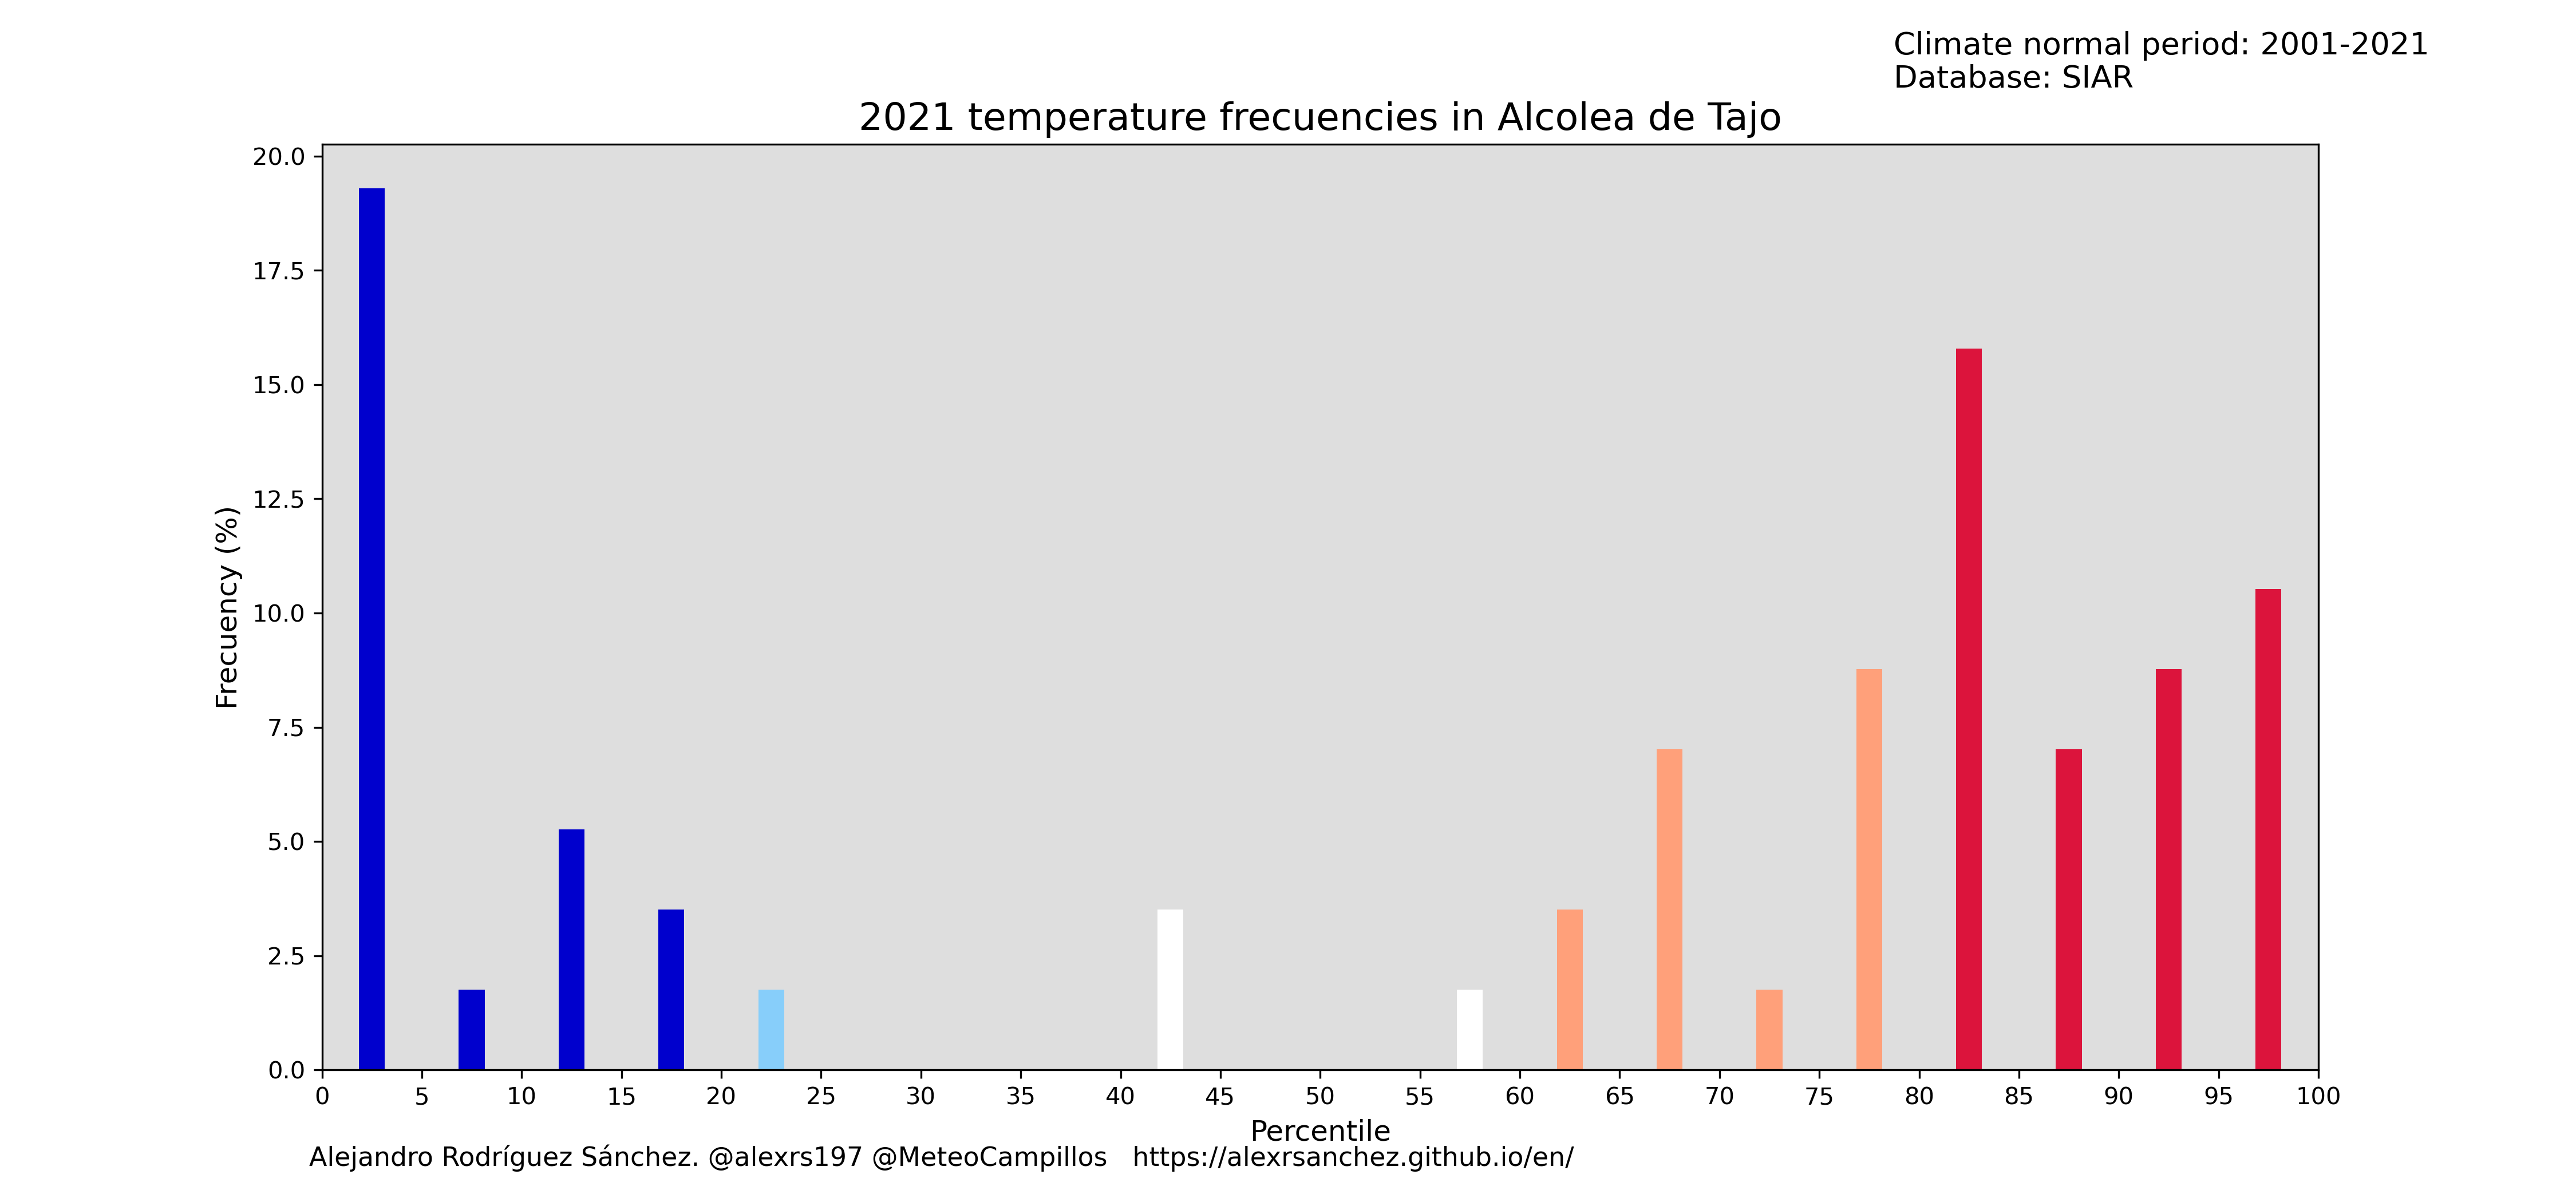 Climate normal period: 2001-2021
Database: SIAR
2021 temperature frecuencies in Alcolea de Tajo
20.0
17.5
15.0
12.5
10.0
7.5
5.0
2.5
0.0
Frecuency (%)
0 5 10 15 20 25 30 35 40 45 50 55 60 65 70 75 80 85 90 95 100
Percentile
Alejandro Rodríguez Sánchez. @alexrs197 @MeteoCampillos https://alexrsanchez.github.io/en/